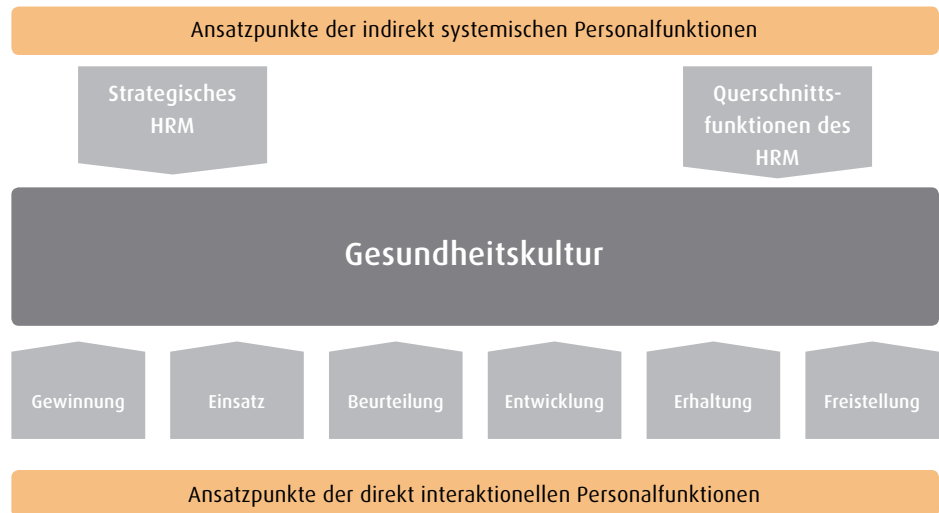 Ansatzpunkte der indirekt systemischen Personalfunktionen
Strategisches
HRM
Querschnitts-
funktionen des
HRM
Gesundheitskultur
Gewinnung
Einsatz
Beurteilung
Entwicklung
Erhaltung
Freistellung
Ansatzpunkte der direkt interaktionellen Personalfunktionen